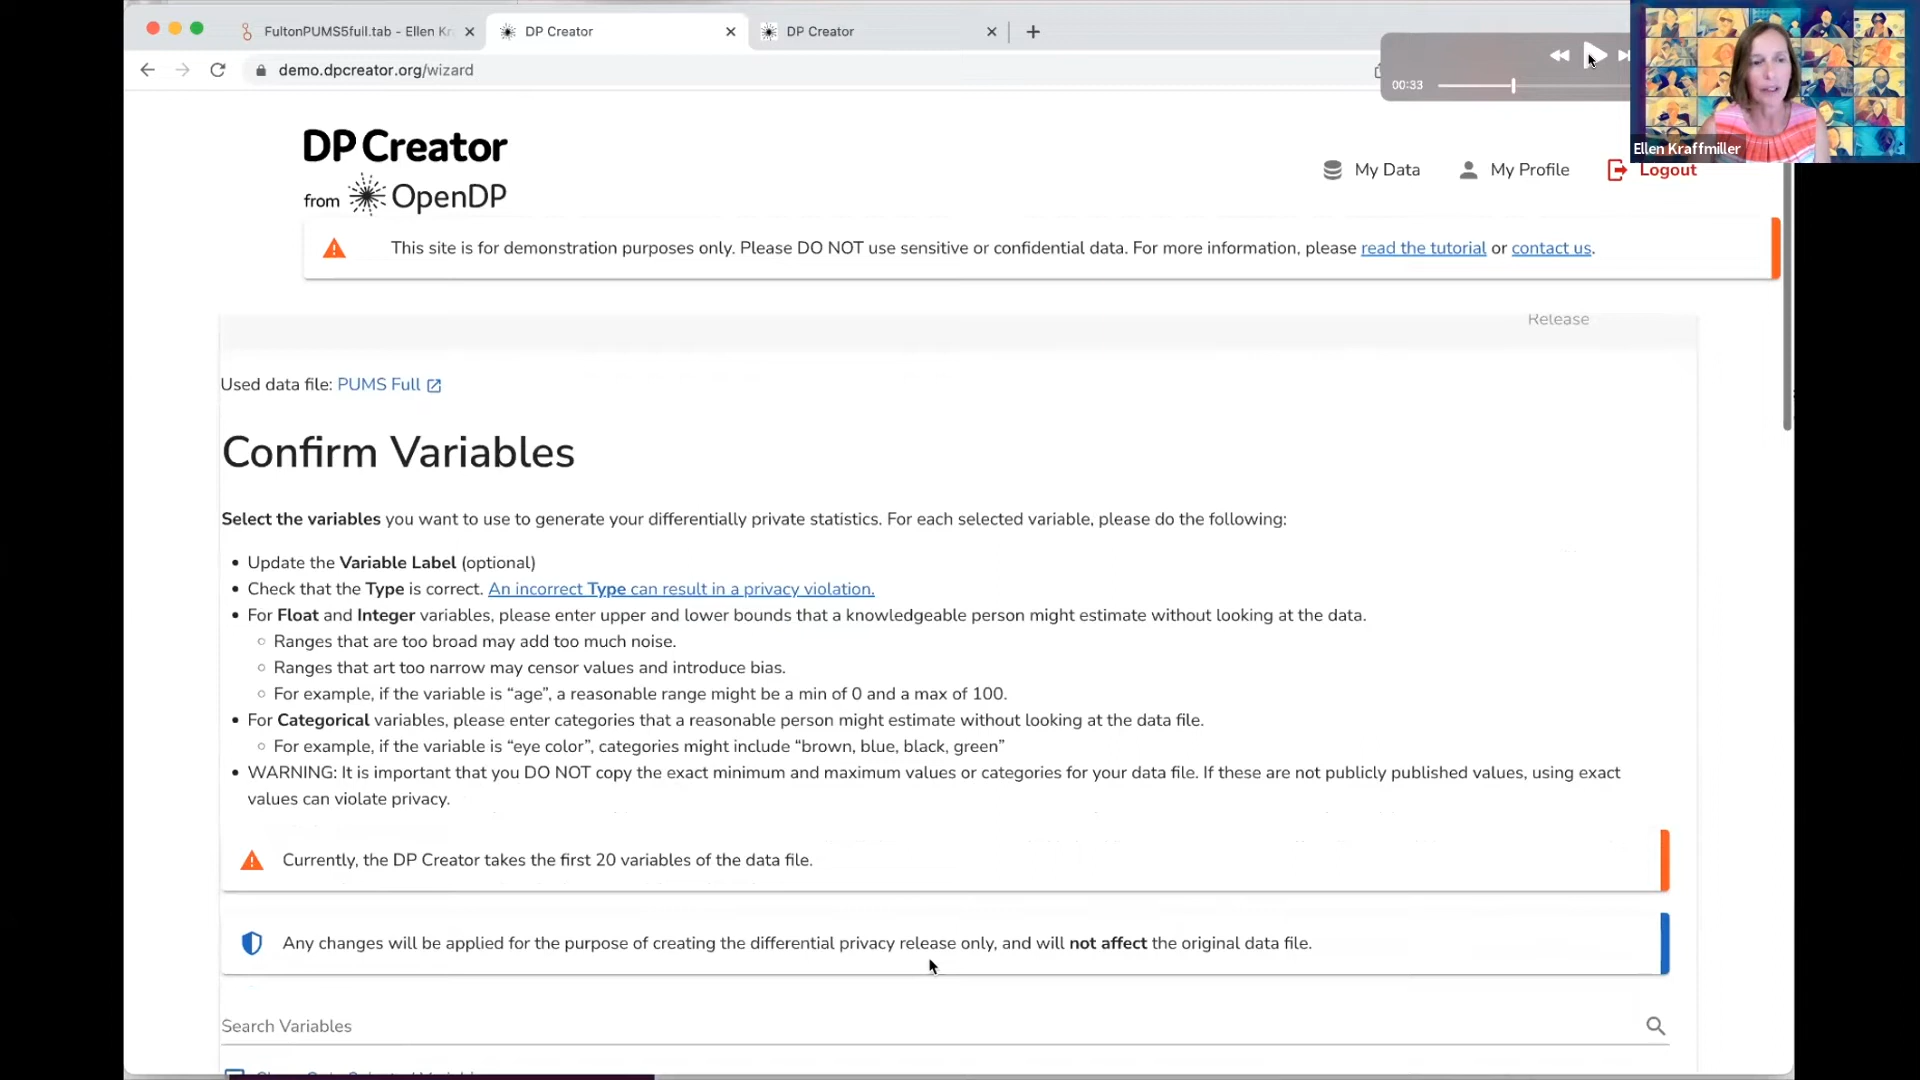 FultonPUMS5full.tab - Ellen Kr
DP Creator
DP Creator
demo.dpcreator.org/wizard
00:33
Ellen Kraffmiller
DP Creator
from OpenDP
My Data
My Profile
Logout
This site is for demonstration purposes only. Please DO NOT use sensitive or confidential data. For more information, please read the tutorial or contact us.
Release
Used data file: PUMS Full
Confirm Variables
Select the variables you want to use to generate your differentially private statistics. For each selected variable, please do the following:
Update the Variable Label (optional)
Check that the Type is correct. An incorrect Type can result in a privacy violation.
For Float and Integer variables, please enter upper and lower bounds that a knowledgeable person might estimate without looking at the data.
Ranges that are too broad may add too much noise.
Ranges that art too narrow may censor values and introduce bias.
For example, if the variable is “age”, a reasonable range might be a min of 0 and a max of 100.
For Categorical variables, please enter categories that a reasonable person might estimate without looking at the data file.
For example, if the variable is “eye color”, categories might include “brown, blue, black, green”
WARNING: It is important that you DO NOT copy the exact minimum and maximum values or categories for your data file. If these are not publicly published values, using exact
values can violate privacy.
Currently, the DP Creator takes the first 20 variables of the data file.
Any changes will be applied for the purpose of creating the differential privacy release only, and will not affect the original data file.
Search Variables